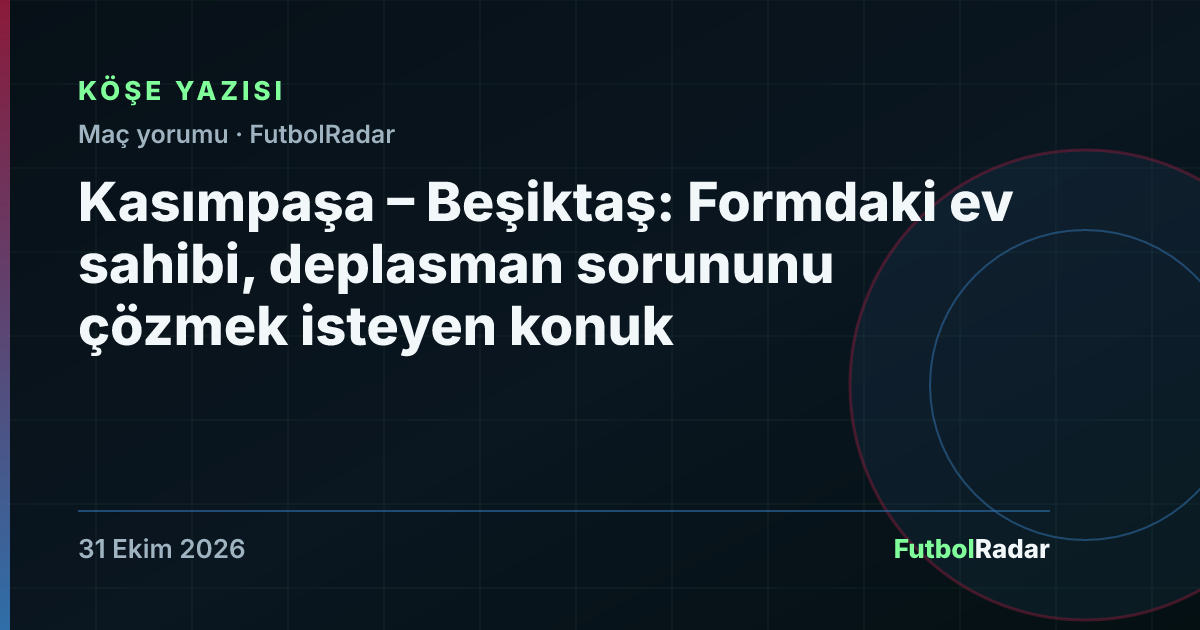 KÖŞE YAZISI
Maç yorumu · FutbolRadar
Kasımpaşa – Beşiktaş: Formdaki ev
sahibi, deplasman sorununu
çözmek isteyen konuk
31 Ekim 2026
FutbolRadar